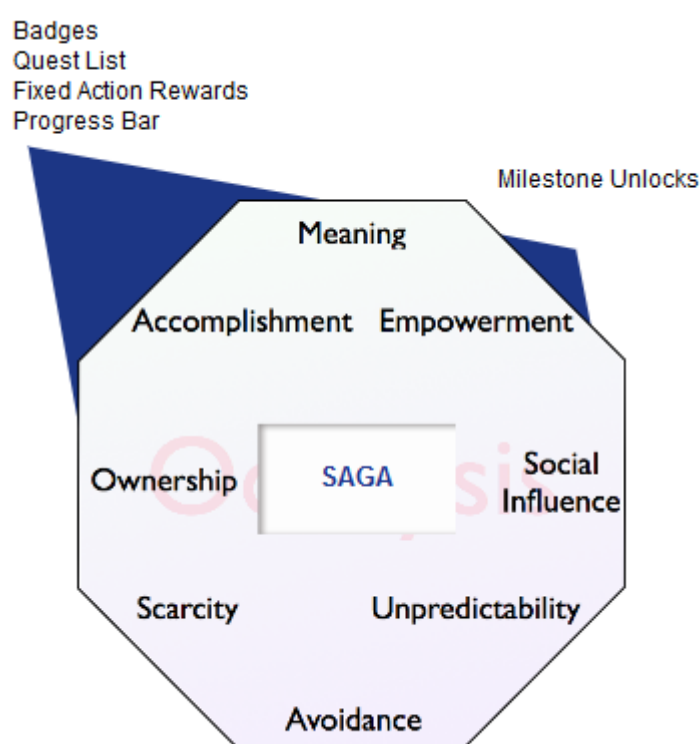 Badges
Quest List
Fixed Action Rewards
Progress Bar
Milestone Unlocks
Meaning
Accomplishment
Empowerment
Ownership
SAGA
Social
Influence
Scarcity
Unpredictability
Avoidance